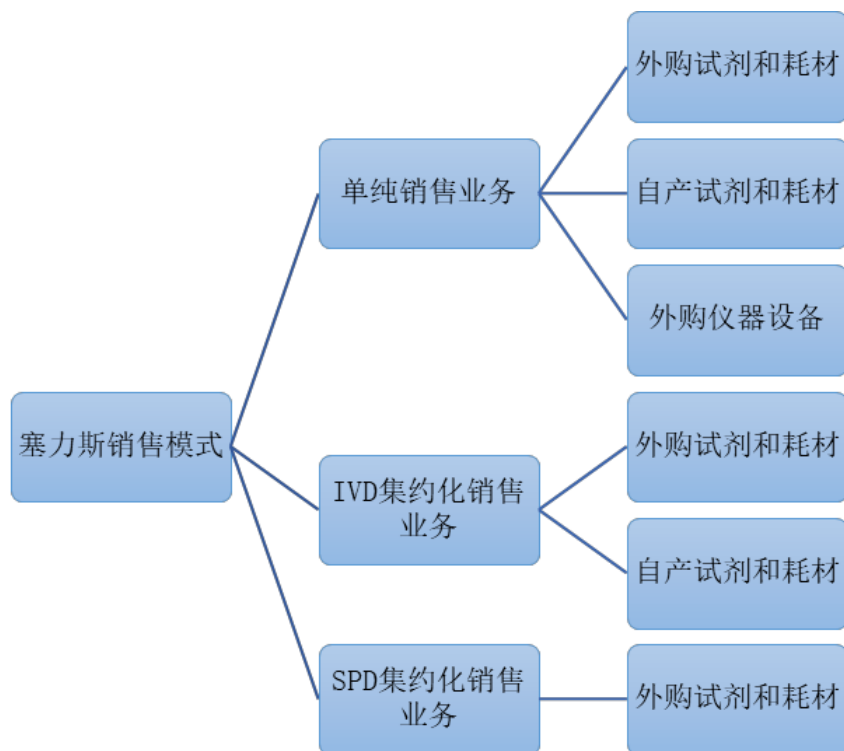 外购试剂和耗材
单纯销售业务
自产试剂和耗材
外购仪器设备
塞力斯销售模式
外购试剂和耗材
IVD集约化销售
业务
自产试剂和耗材
SPD集约化销售
业务
外购试剂和耗材